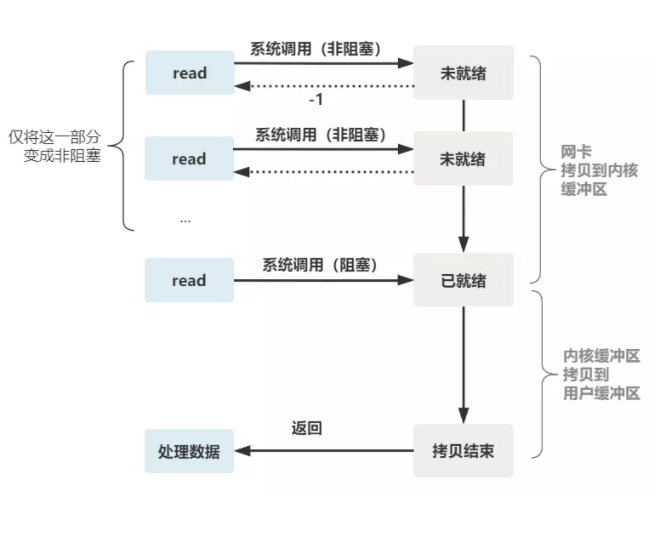 系统调用（非阻塞）
read
未就绪
-1
仅将这一部分
变成非阻塞
系统调用（非阻塞）
read
未就绪
网卡
拷贝到内核
缓冲区
...
系统调用（阻塞）
read
已就绪
内核缓冲区
拷贝到
用户缓冲区
返回
处理数据
拷贝结束